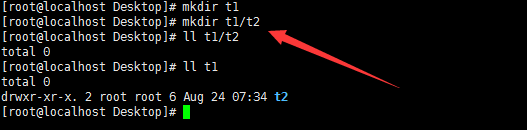 [root@localhost Desktop]# mkdir t1
[root@localhost Desktop]# mkdir t1/t2
[root@localhost Desktop]# ll t1/t2
total 0
[root@localhost Desktop]# ll t1
total 0
drwxr-xr-x. 2 root root 6 Aug 24 07:34 t2
[root@localhost Desktop]#